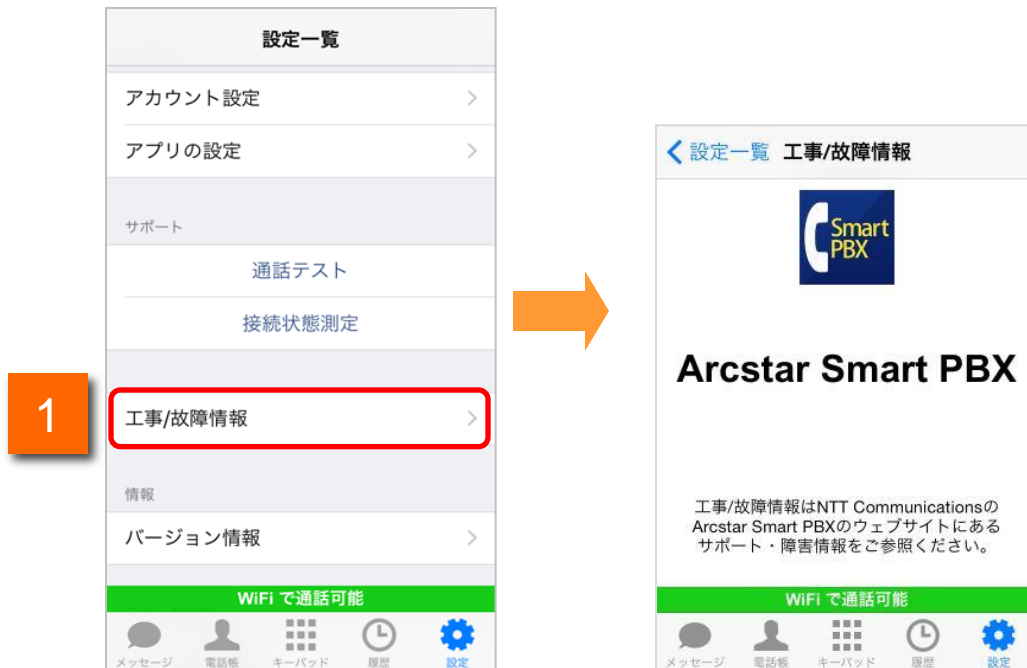 設定一覧
アカウント設定
アプリの設定
サポート
通話テスト
接続状態測定
1
工事/故障情報
情報
バージョン情報
WiFi で通話可能
メッセージ 電話帳 キーパッド 履歴 設定
設定一覧 工事/故障情報
Smart
PBX
Arcstar Smart PBX
工事/故障情報はNTT Communicationsの
Arcstar Smart PBXのウェブサイトにある
サポート・障害情報をご参照ください。
WiFi で通話可能
メッセージ 電話帳 キーパッド 履歴 設定